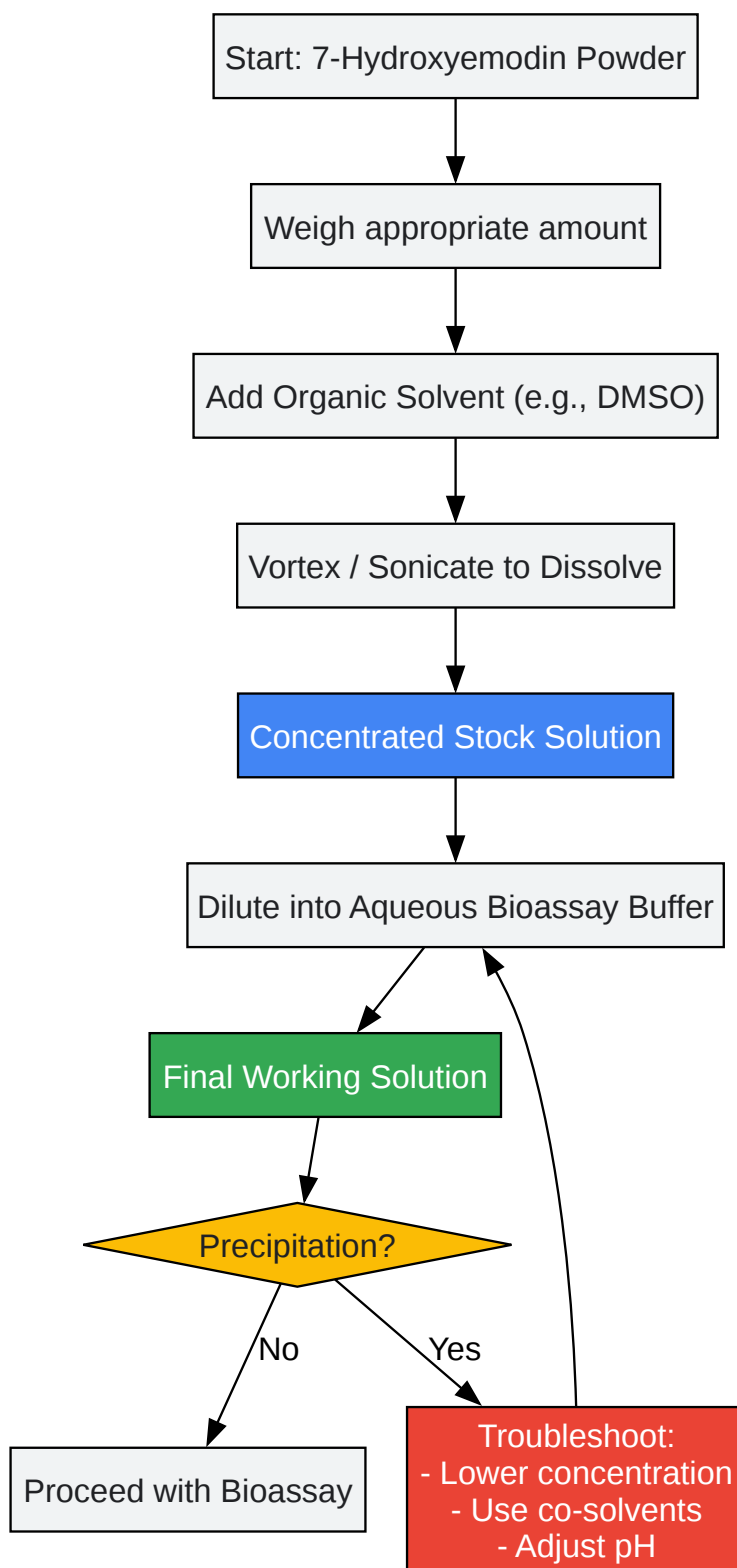 Start: 7-Hydroxyemodin Powder
Weigh appropriate amount
Add Organic Solvent (e.g., DMSO)
Vortex / Sonicate to Dissolve
Concentrated Stock Solution
Dilute into Aqueous Bioassay Buffer
Final Working Solution
Precipitation?
No
Yes
Proceed with Bioassay
Troubleshoot:
- Lower concentration
- Use co-solvents
- Adjust pH